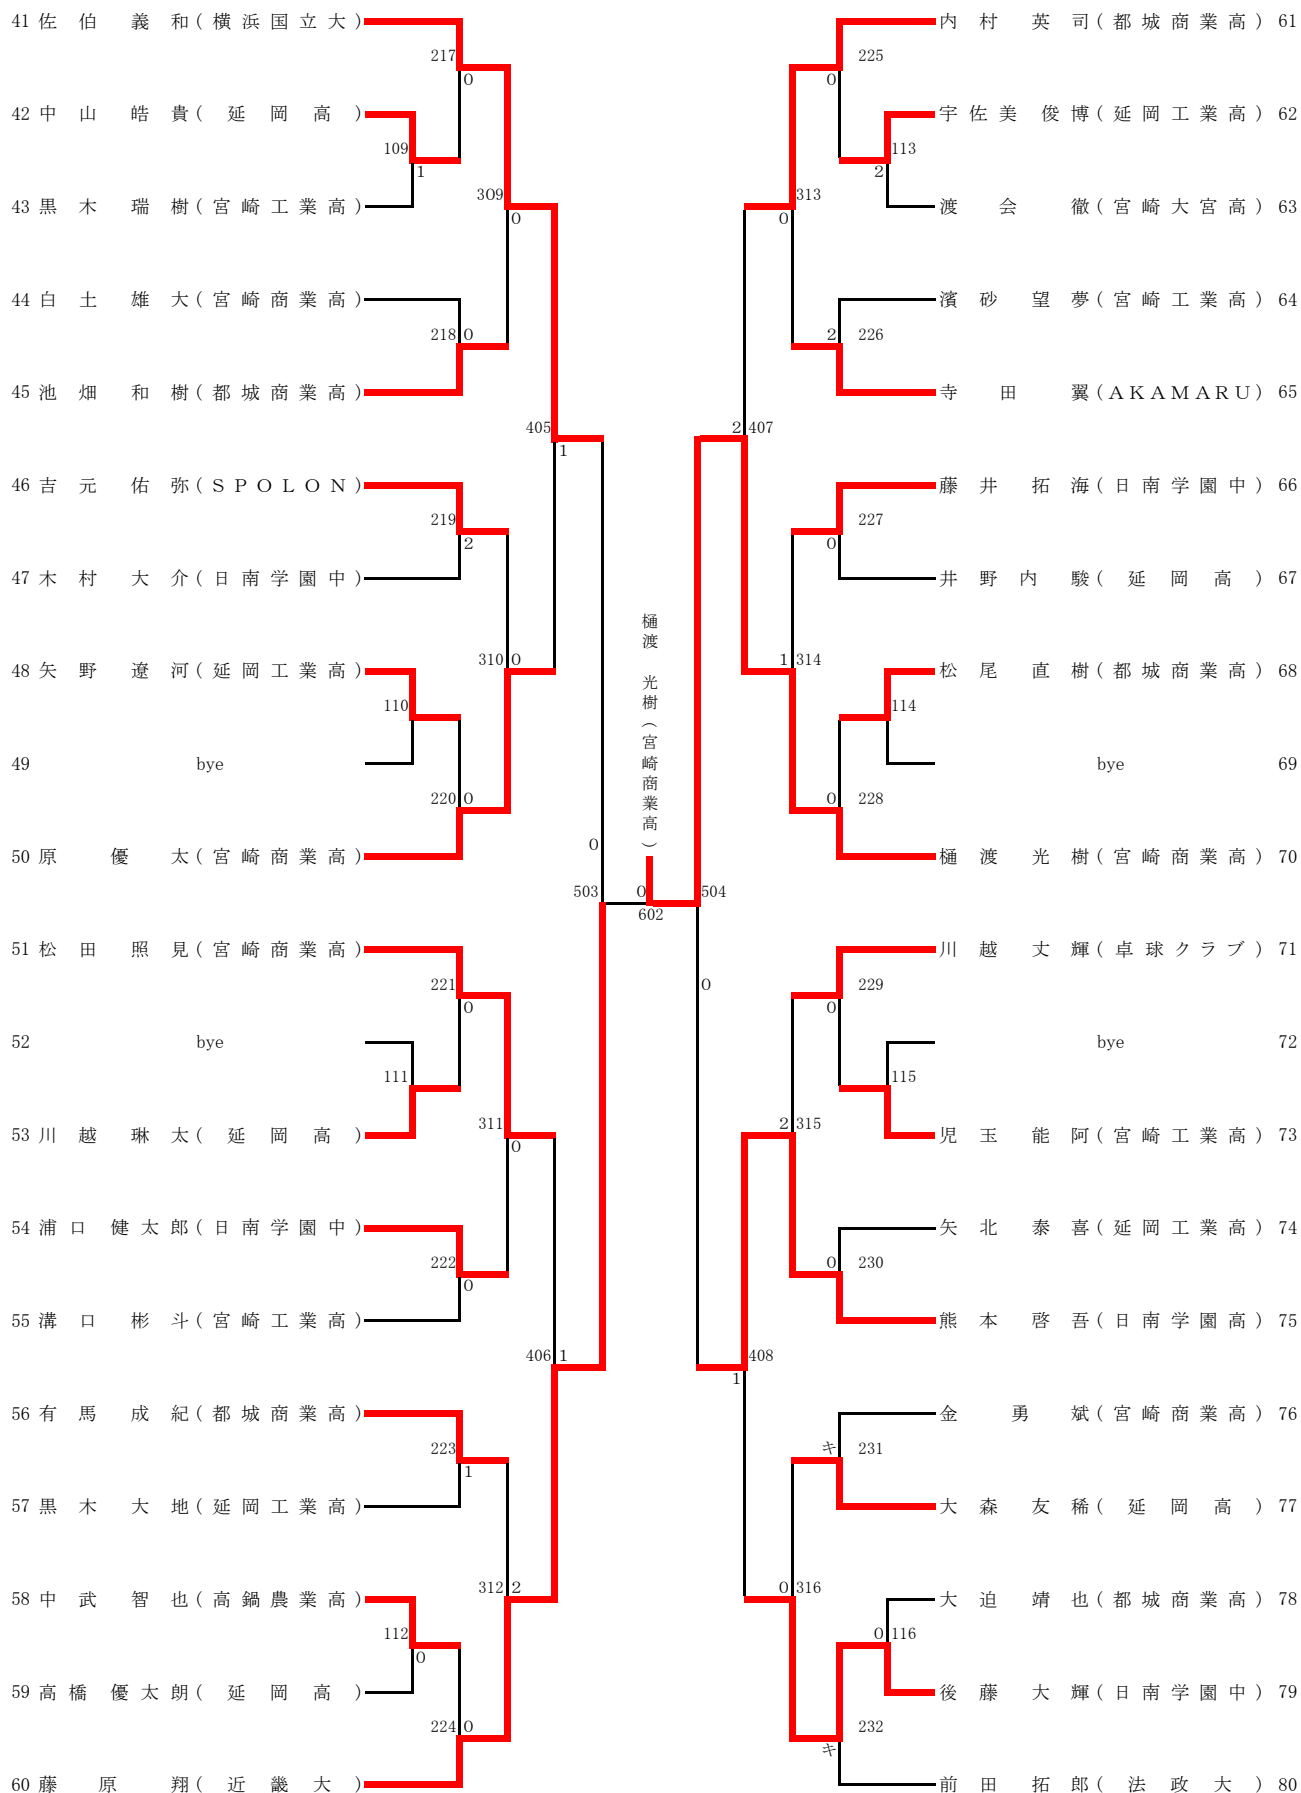 41 佐伯 義和(横浜国立大)
217
0
42 中山 皓貴(延岡高)
109
1
43 黒木 瑞樹(宮崎工業高)
309
0
44 白土 雄大(宮崎商業高)
218 0
45 池畑 和樹(都城商業高)
405
1
46 吉元 佑弥(SPOLON)
219
2
47 木村 大介(日南学園中)
310 0
48 矢野 遼河(延岡工業高)
110
49 bye
220 0
50 原 優太(宮崎商業高)
0
503
51 松田 照見(宮崎商業高)
221
0
52 bye
111
53 川越 琳太(延岡高)
311
0
54 浦口 健太郎(日南学園中)
222
0
55 溝口 彬斗(宮崎工業高)
406 1
56 有馬 成紀(都城商業高)
223
1
57 黒木 大地(延岡工業高)
312 2
58 中武 智也(高鍋農業高)
112
0
59 高橋 優太朗(延岡高)
224 0
60 藤原 翔(近畿大)
樋渡 光樹(宮崎商業高)
0
602
内村 英司(都城商業高) 61
225
0
宇佐美 俊博(延岡工業高) 62
113
2
渡会 徹(宮崎大宮高) 63
313
0
濱砂 望夢(宮崎工業高) 64
2 226
寺田 翼(AKAMARU) 65
2 407
藤井 拓海(日南学園中) 66
227
0
井野内 駿(延岡高) 67
1 314
松尾 直樹(都城商業高) 68
114
bye 69
0 228
樋渡 光樹(宮崎商業高) 70
504
0
川越 丈輝(卓球クラブ) 71
229
0
bye 72
115
児玉 能阿(宮崎工業高) 73
2 315
矢北 泰喜(延岡工業高) 74
0 230
熊本 啓吾(日南学園高) 75
408
1
金 勇斌(宮崎商業高) 76
キ 231
大森 友稀(延岡高) 77
0 316
大迫 靖也(都城商業高) 78
0 116
後藤 大輝(日南学園中) 79
232
キ
前田 拓郎(法政大) 80